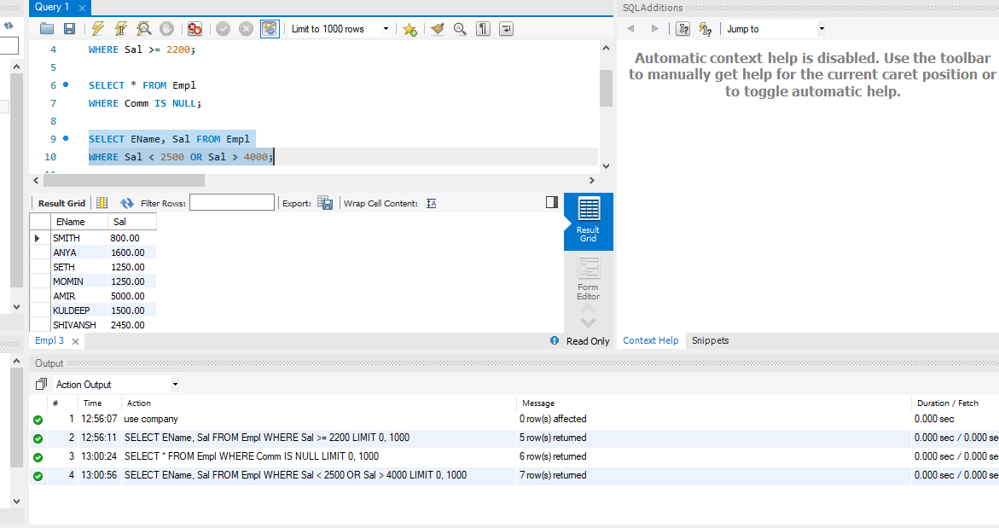 Query 1
SQLAdditions
Limit to 1000 rows
Jump to
4 WHERE Sal >= 2200;
5
6 SELECT * FROM Empl
7 WHERE Comm IS NULL;
8
9 SELECT EName, Sal FROM Empl
10 WHERE Sal < 2500 OR Sal > 4000;
Automatic context help is disabled. Use the toolbar
to manually get help for the current caret position or
to toggle automatic help.
Result Grid Filter Rows: Export: Wrap Cell Content:
EName Sal
SMITH 800.00
ANYA 1600.00
SETH 1250.00
MOMIN 1250.00
AMIR 5000.00
KULDEEP 1500.00
SHIVANSH 2450.00
Result
Grid
Form
Editor
Empl 3 Read Only
Context Help Snippets
Output
Action Output
# Time Action Message Duration / Fetch
1 12:56:07 use company 0 row(s) affected 0.000 sec
2 12:56:11 SELECT EName, Sal FROM Empl WHERE Sal >= 2200 LIMIT 0, 1000 5 row(s) returned 0.000 sec / 0.000 se
3 13:00:24 SELECT * FROM Empl WHERE Comm IS NULL LIMIT 0, 1000 6 row(s) returned 0.000 sec / 0.000 se
4 13:00:56 SELECT EName, Sal FROM Empl WHERE Sal < 2500 OR Sal > 4000 LIMIT 0, 1000 7 row(s) returned 0.000 sec / 0.000 se